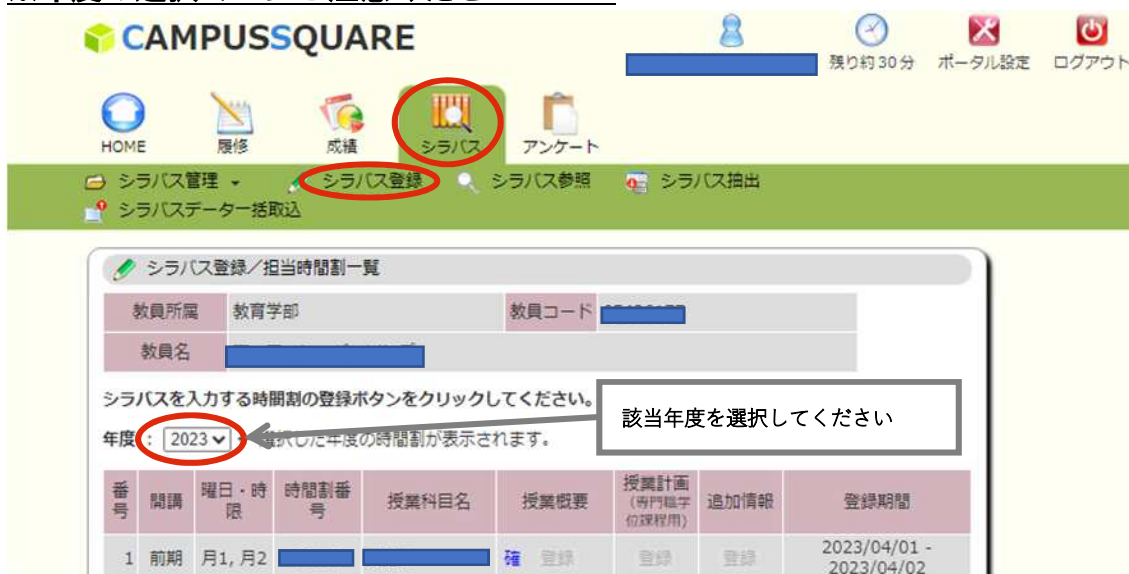 CAMPUSSQUARE
残り約30分 ポータル設定 ログアウト
HOME 履修 成績 シラバス アンケート
シラバス管理 シラバス登録 シラバス参照 シラバス抽出
シラバスデータ一括取込
シラバス登録/担当時間割一覧
教員所属 教育学部 教員コード
教員名
シラバスを入力する時間割の登録ボタンをクリックしてください。
該当年度を選択してください
年度 : 2023 択した年度の時間割が表示されます。
番号 開講 曜日・時限 時間割番号 授業科目名 授業概要 授業計画(専門職学位課程用) 追加情報 登録期間
1 前期 月1, 月2 確 登録 登録 登録 2023/04/01 -
2023/04/02